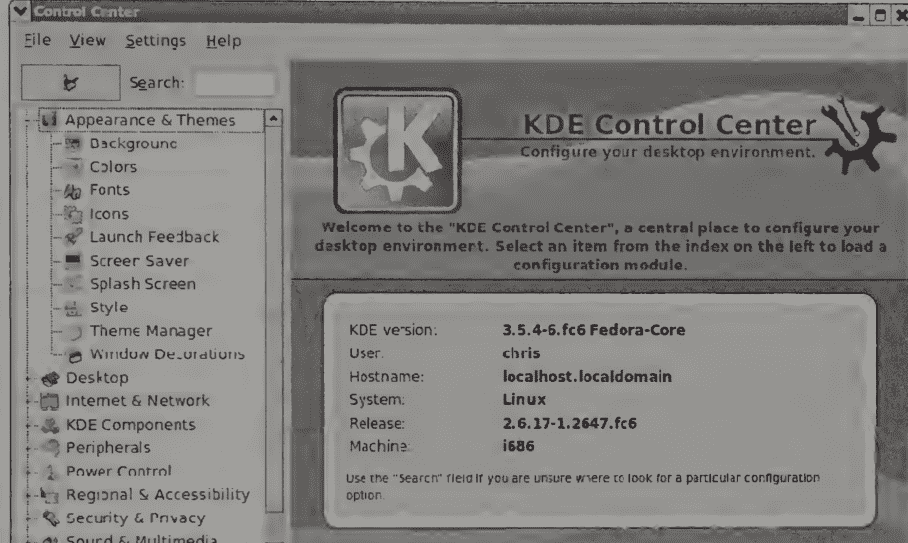 Control Center
File View Settings Help
Search:
Appearance & Themes
Background
Colors
Fonts
Icons
Launch Feedback
Screen Saver
Splash Screen
Style
Theme Manager
Window Decorations
Desktop
Internet & Network
KDE Components
Peripherals
Power Control
Regional & Accessibility
Security & Privacy
Sound & Multimedia
K
KDE Control Center
Configure your desktop environment.
Welcome to the "KDE Control Center", a central place to configure your
desktop environment. Select an item from the index on the left to load a
configuration module.
KDE version: 3.5.4-6.fc6 Fedora-Core
User: chris
Hostname: localhost.localdomain
System: Linux
Release: 2.6.17-1.2647.fc6
Machine: i686
Use the "Search" field if you are unsure where to look for a particular configuration
option.